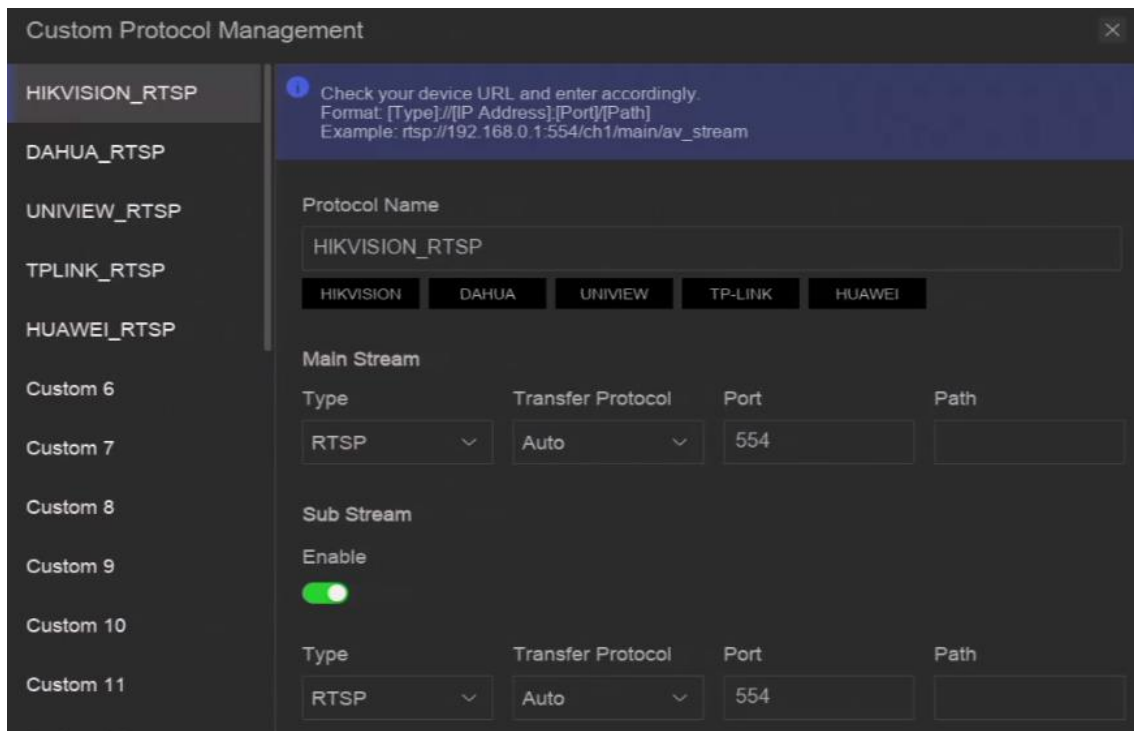 Custom Protocol Management
HIKVISION_RTSP
DAHUA_RTSP
UNIVIEW_RTSP
TPLINK_RTSP
HUAWEI_RTSP
Custom 6
Custom 7
Custom 8
Custom 9
Custom 10
Custom 11
Check your device URL and enter accordingly.
Format: [Type]://[IP Address]:[Port]/[Path]
Example: rtsp://192.168.0.1:554/ch1/main/av_stream
Protocol Name
HIKVISION_RTSP
HIKVISION DAHUA UNIVIEW TP-LINK HUAWEI
Main Stream
Type Transfer Protocol Port Path
RTSP Auto 554
Sub Stream
Enable
Type Transfer Protocol Port Path
RTSP Auto 554